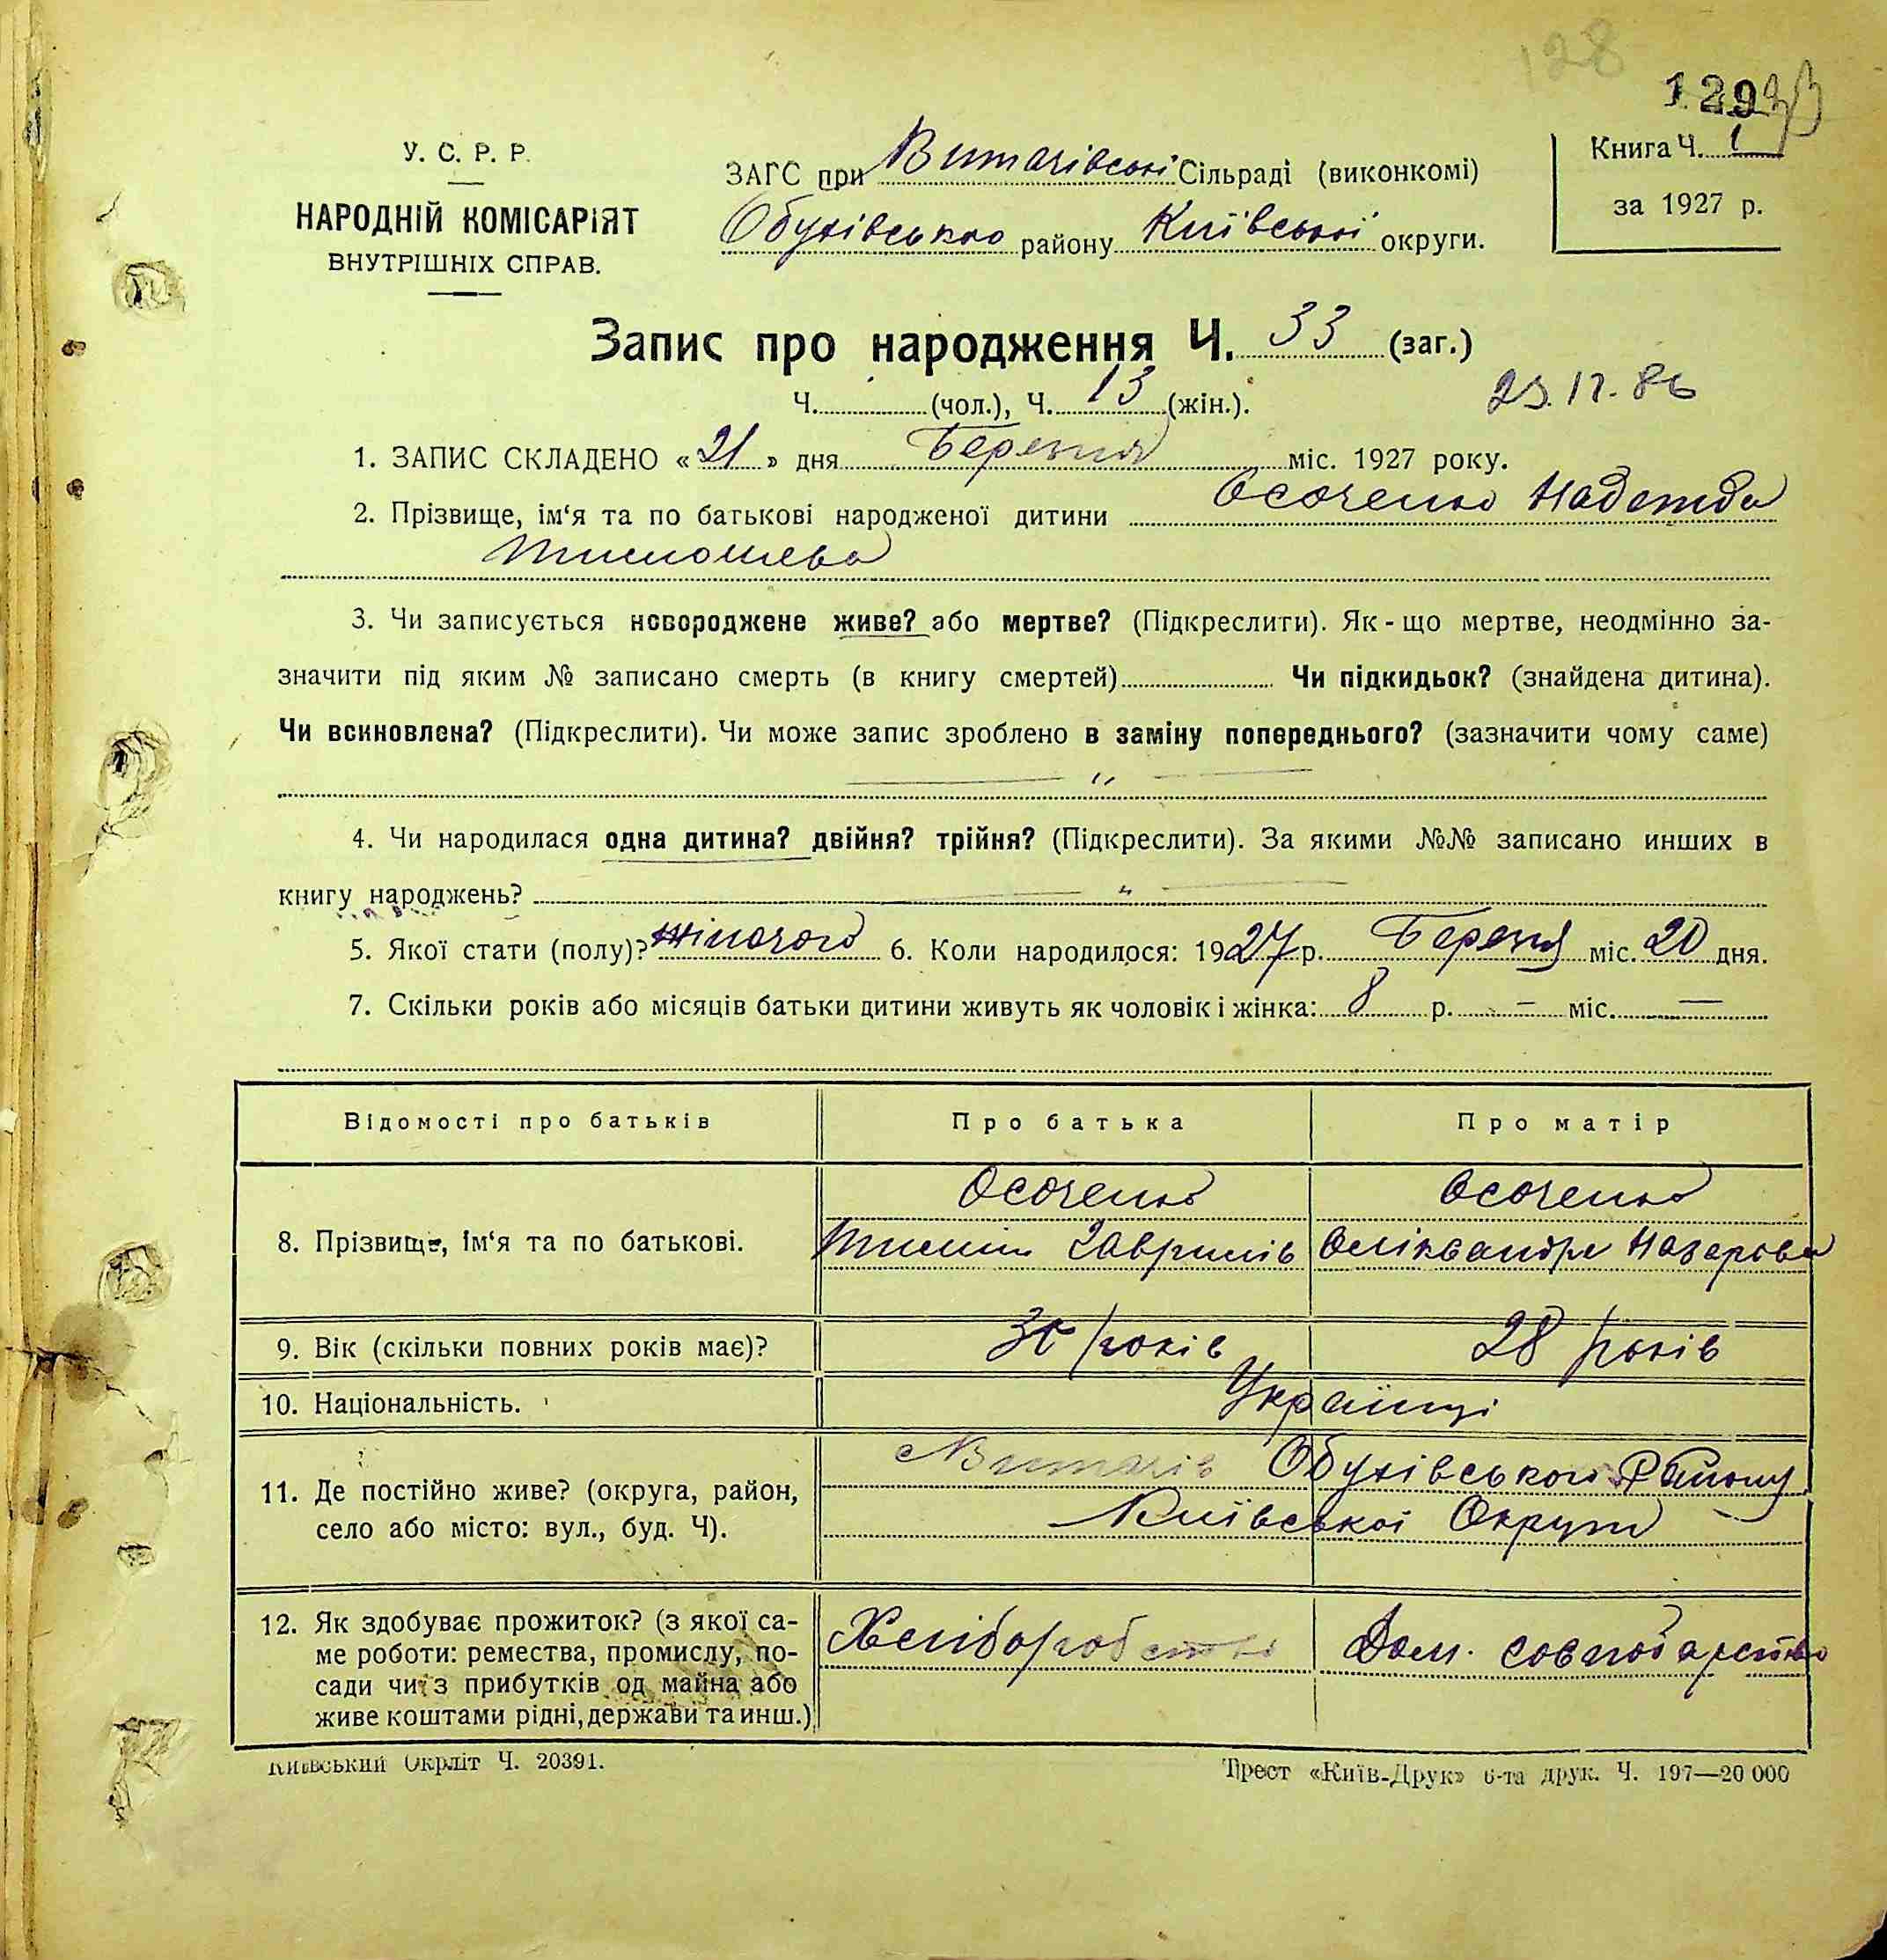 128
129
У. С. Р. Р.
НАРОДНІЙ КОМІСАРІЯТ
ВНУТРІШНІХ СПРАВ.
ЗАГС при Витачівські Сільраді (виконкомі)
Обухівського району Київської округи.
Книга Ч. 1
за 1927 р.
Запис про народження Ч. 33 (заг.)
Ч. (чол.), Ч. 13 (жін.).
1. ЗАПИС СКЛАДЕНО «21» дня Березня міс. 1927 року.
2. Прізвище, ім'я та по батькові народженої дитини Осоченко Надежда
Тимошева
3. Чи записується новороджене живе? або мертве? (Підкреслити). Як-що мертве, неодмінно за-
значити під яким № записано смерть (в книгу смертей) Чи підкидьок? (знайдена дитина).
Чи всиновлена? (Підкреслити). Чи може запис зроблено в заміну попереднього? (зазначити чому саме)
— " —
4. Чи народилася одна дитина? двійня? трійня? (Підкреслити). За якими №№ записано инших в
книгу народжень? — " —
5. Якої стати (полу)? жіночого 6. Коли народилося: 1927 р. Березня міс. 20 дня.
7. Скільки років або місяців батьки дитини живуть як чоловік і жінка: 8 р. — міс. —
Відомості про батьків Про батька Про матір
8. Прізвище, ім'я та по батькові. Осоченко Осоченко
Гаврилів Назарова
9. Вік (скільки повних років має)? 30 років 28 років
10. Національність. Українці
11. Де постійно живе? (округа, район,
село або місто: вул., буд. Ч).
с Витачів Обухівського Району
Київської Округи
12. Як здобуває прожиток? (з якої са-
ме роботи: ремества, промислу, по-
сади чи з прибутків од майна або
живе коштами рідні, держави та инш.)
Хліборобство Дом. господарство
Київський Окрліт Ч. 20391.
Трест «Київ-Друк» 6-та друк. Ч. 197—20 000